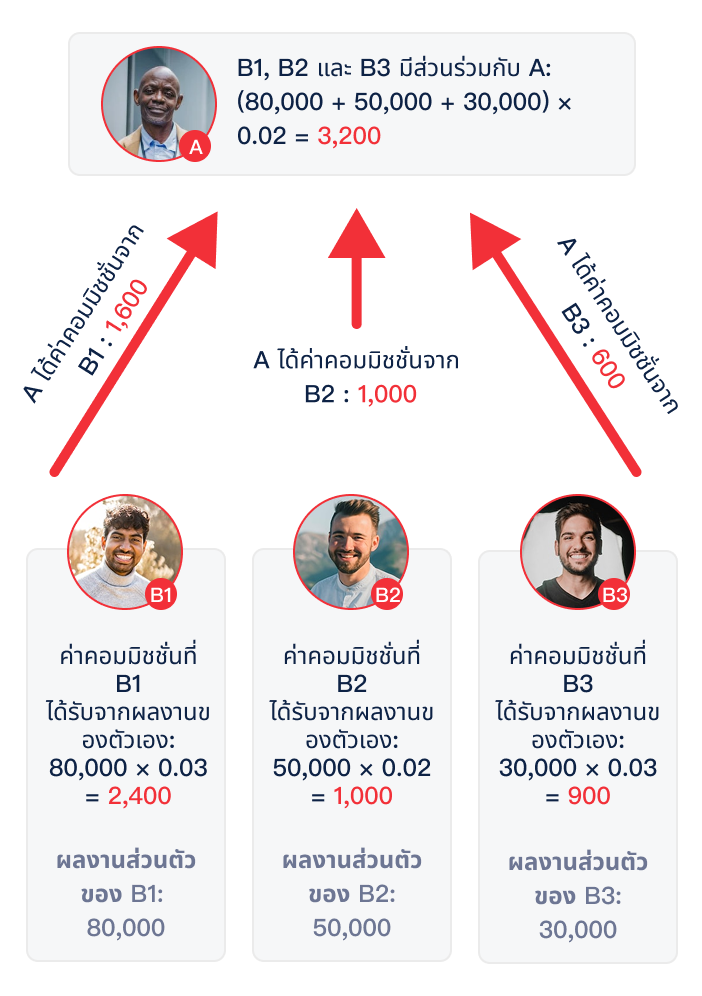 B1, B2 และ B3 มีส่วนร่วมกับ A:
(80,000 + 50,000 + 30,000) ×
0.02 = 3,200
A
A ได้ค่าคอมมิชชั่นจาก
B1 : 1,600
A ได้ค่าคอมมิชชั่นจาก
B2 : 1,000
A ได้ค่าคอมมิชชั่นจาก
B3 : 600
B1
ค่าคอมมิชชั่นที่
B1
ได้รับจากผลงานข
องตัวเอง:
80,000 × 0.03
= 2,400
ผลงานส่วนตัว
ของ B1:
80,000
B2
ค่าคอมมิชชั่นที่
B2
ได้รับจากผลงานข
องตัวเอง:
50,000 × 0.02
= 1,000
ผลงานส่วนตัว
ของ B2:
50,000
B3
ค่าคอมมิชชั่นที่
B3
ได้รับจากผลงานข
องตัวเอง:
30,000 × 0.03
= 900
ผลงานส่วนตัว
ของ B3:
30,000